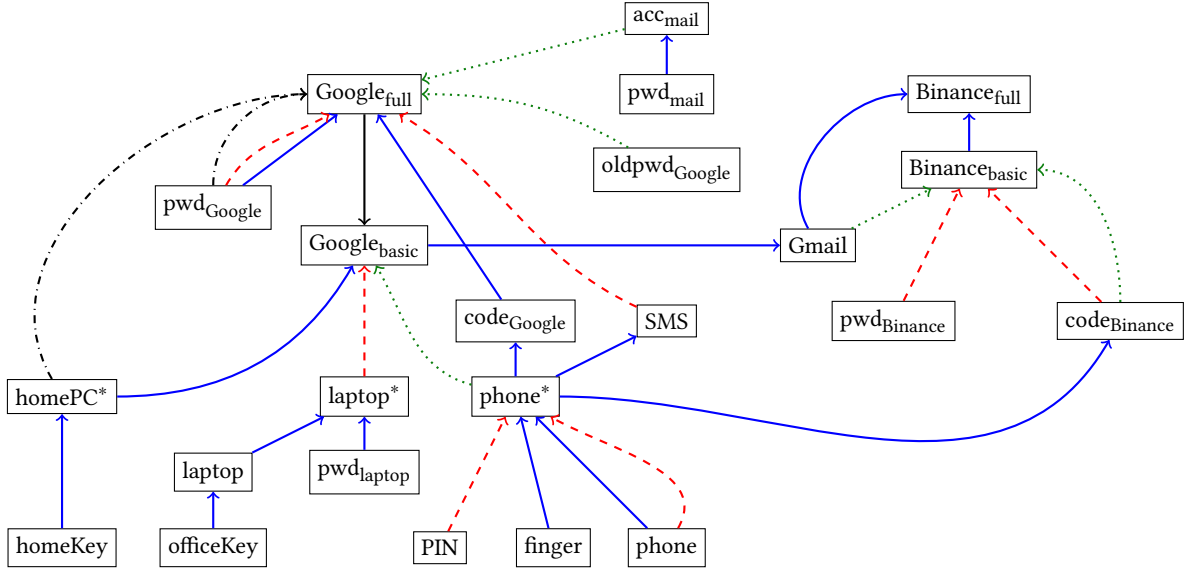 acc_mail
Google_full
pwd_mail
Binance_full
oldpwd_Google
Binance_basic
pwd_Google
Google_basic
Gmail
code_Google
SMS
pwd_Binance
code_Binance
homePC*
laptop*
phone*
laptop
pwd_laptop
homeKey
officeKey
PIN
finger
phone